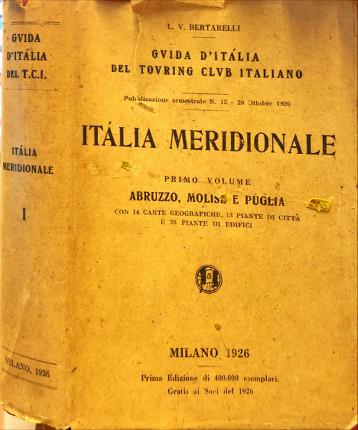 GVIDA
D'ITÁLIA
DEL T.C.I.
ITÁLIA
MERIDIONALE
I
MILANO, 1926
L. V. BERTARELLI
GVIDA D'ITÁLIA
DEL TOVRING CLVB ITALIANO
Pubblicazione semestrale N. 13 - 20 Ottobre 1926
ITÁLIA MERIDIONALE
PRIMO VOLUME
ABRUZZO, MOLISE E PÚGLIA
CON 14 CARTE GEOGRAFICHE, 13 PIANTE DI CITTÀ
E 33 PIANTE DI EDIFICI
MILANO 1926
Prima Edizione di 400.000 esemplari.
Gratis ai Soci del 1926